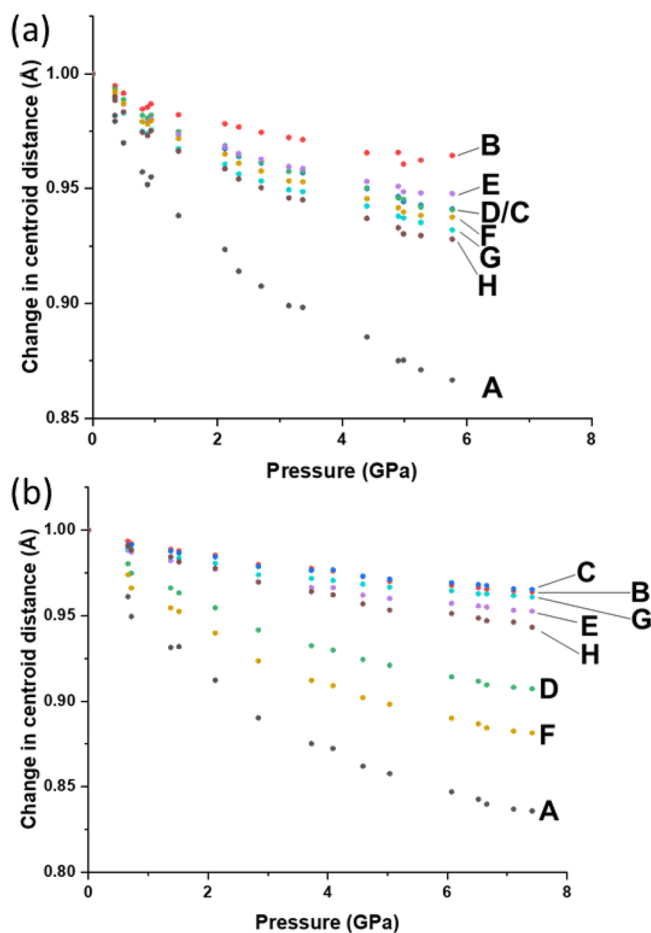 (a)
Change in centroid distance (Å)
1.00
0.95
0.90
0.85
B
E
D/C
F
G
H
A
0 2 4 6 8
Pressure (GPa)
(b)
Change in centroid distance (Å)
1.00
0.95
0.90
0.85
0.80
C
B
G
E
H
D
F
A
0 2 4 6 8
Pressure (GPa)